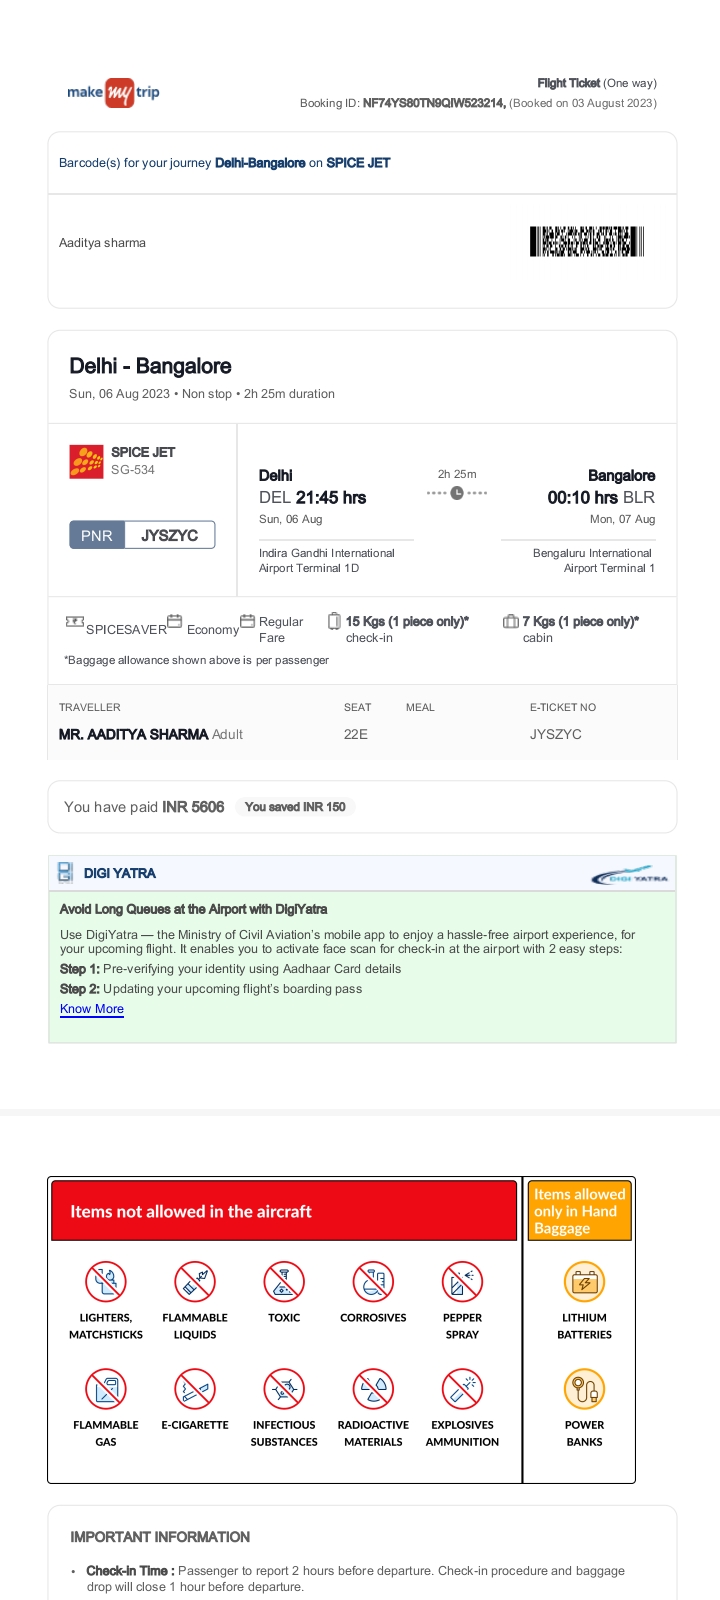 make my trip
Flight Ticket (One way)
Booking ID: NF74YS80TN9QIW523214, (Booked on 03 August 2023)
Barcode(s) for your journey Delhi-Bangalore on SPICE JET
Aaditya sharma
Delhi - Bangalore
Sun, 06 Aug 2023 • Non stop • 2h 25m duration
SPICE JET
SG-534
PNR JYSZYC
Delhi
DEL 21:45 hrs
Sun, 06 Aug
Indira Gandhi International
Airport Terminal 1D
2h 25m
Bangalore
00:10 hrs BLR
Mon, 07 Aug
Bengaluru International
Airport Terminal 1
SPICESAVER
Economy
Regular
Fare
15 Kgs (1 piece only)*
check-in
7 Kgs (1 piece only)*
cabin
*Baggage allowance shown above is per passenger
TRAVELLER SEAT MEAL E-TICKET NO
MR. AADITYA SHARMA Adult 22E JYSZYC
You have paid INR 5606 You saved INR 150
DIGI YATRA
DIGI YATRA
Avoid Long Queues at the Airport with DigiYatra
Use DigiYatra — the Ministry of Civil Aviation's mobile app to enjoy a hassle-free airport experience, for
your upcoming flight. It enables you to activate face scan for check-in at the airport with 2 easy steps:
Step 1: Pre-verifying your identity using Aadhaar Card details
Step 2: Updating your upcoming flight's boarding pass
Know More
Items not allowed in the aircraft
Items allowed
only in Hand
Baggage
LIGHTERS,
MATCHSTICKS
FLAMMABLE
LIQUIDS
TOXIC
CORROSIVES
PEPPER
SPRAY
LITHIUM
BATTERIES
FLAMMABLE
GAS
E-CIGARETTE
INFECTIOUS
SUBSTANCES
RADIOACTIVE
MATERIALS
EXPLOSIVES
AMMUNITION
POWER
BANKS
IMPORTANT INFORMATION
• Check-in Time : Passenger to report 2 hours before departure. Check-in procedure and baggage
drop will close 1 hour before departure.